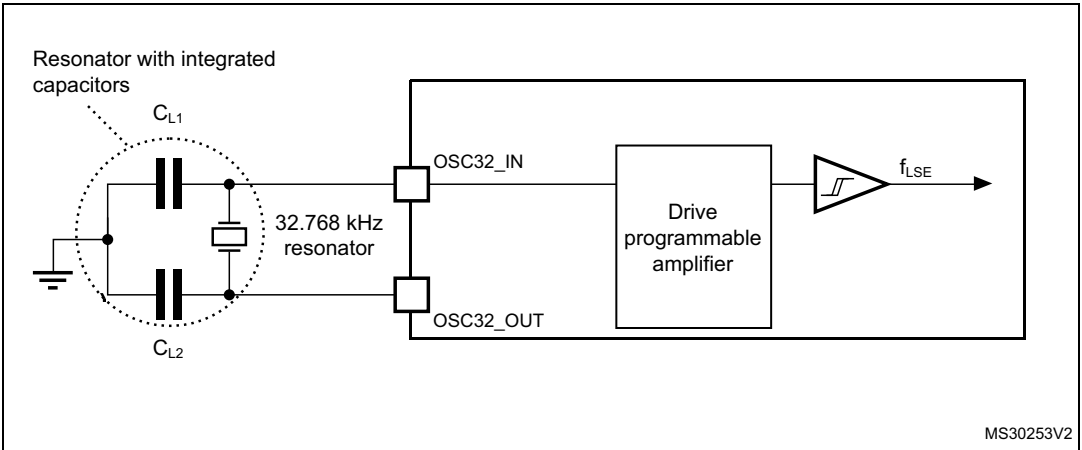 Resonator with integrated
capacitors
CL1
OSC32_IN
fLSE
32.768 kHz
resonator
Drive
programmable
amplifier
OSC32_OUT
CL2
MS30253V2